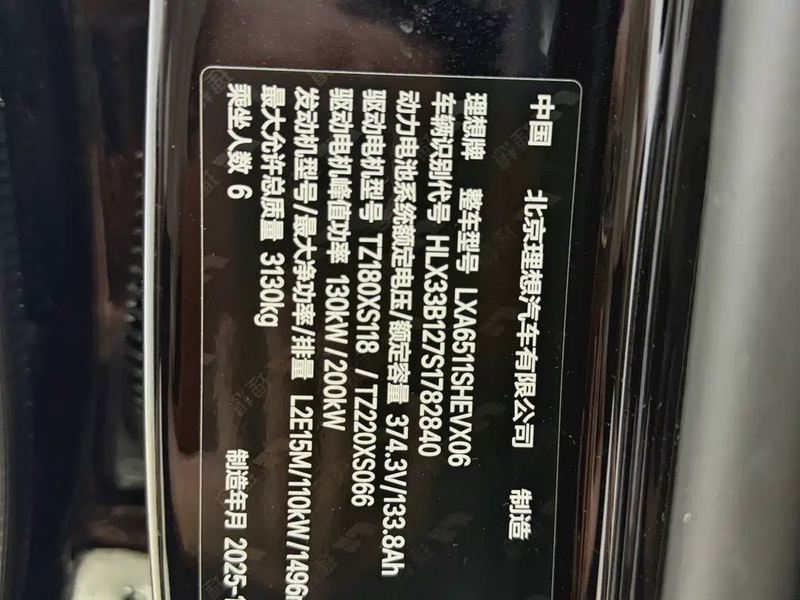 中国 北京理想汽车有限公司 制造
理想牌 整车型号 LXA6511SHEVX06
车辆识别代号 HLX33B127S1782840
动力电池系统额定电压/额定容量 374.3V/133.8Ah
驱动电机型号 TZ180XS118 / TZ220XS066
驱动电机峰值功率 130kW/200kW
发动机型号/最大净功率/排量 L2E15M/110kW/1496
最大允许总质量 3130kg
乘坐人数 6 制造年月 2025-1